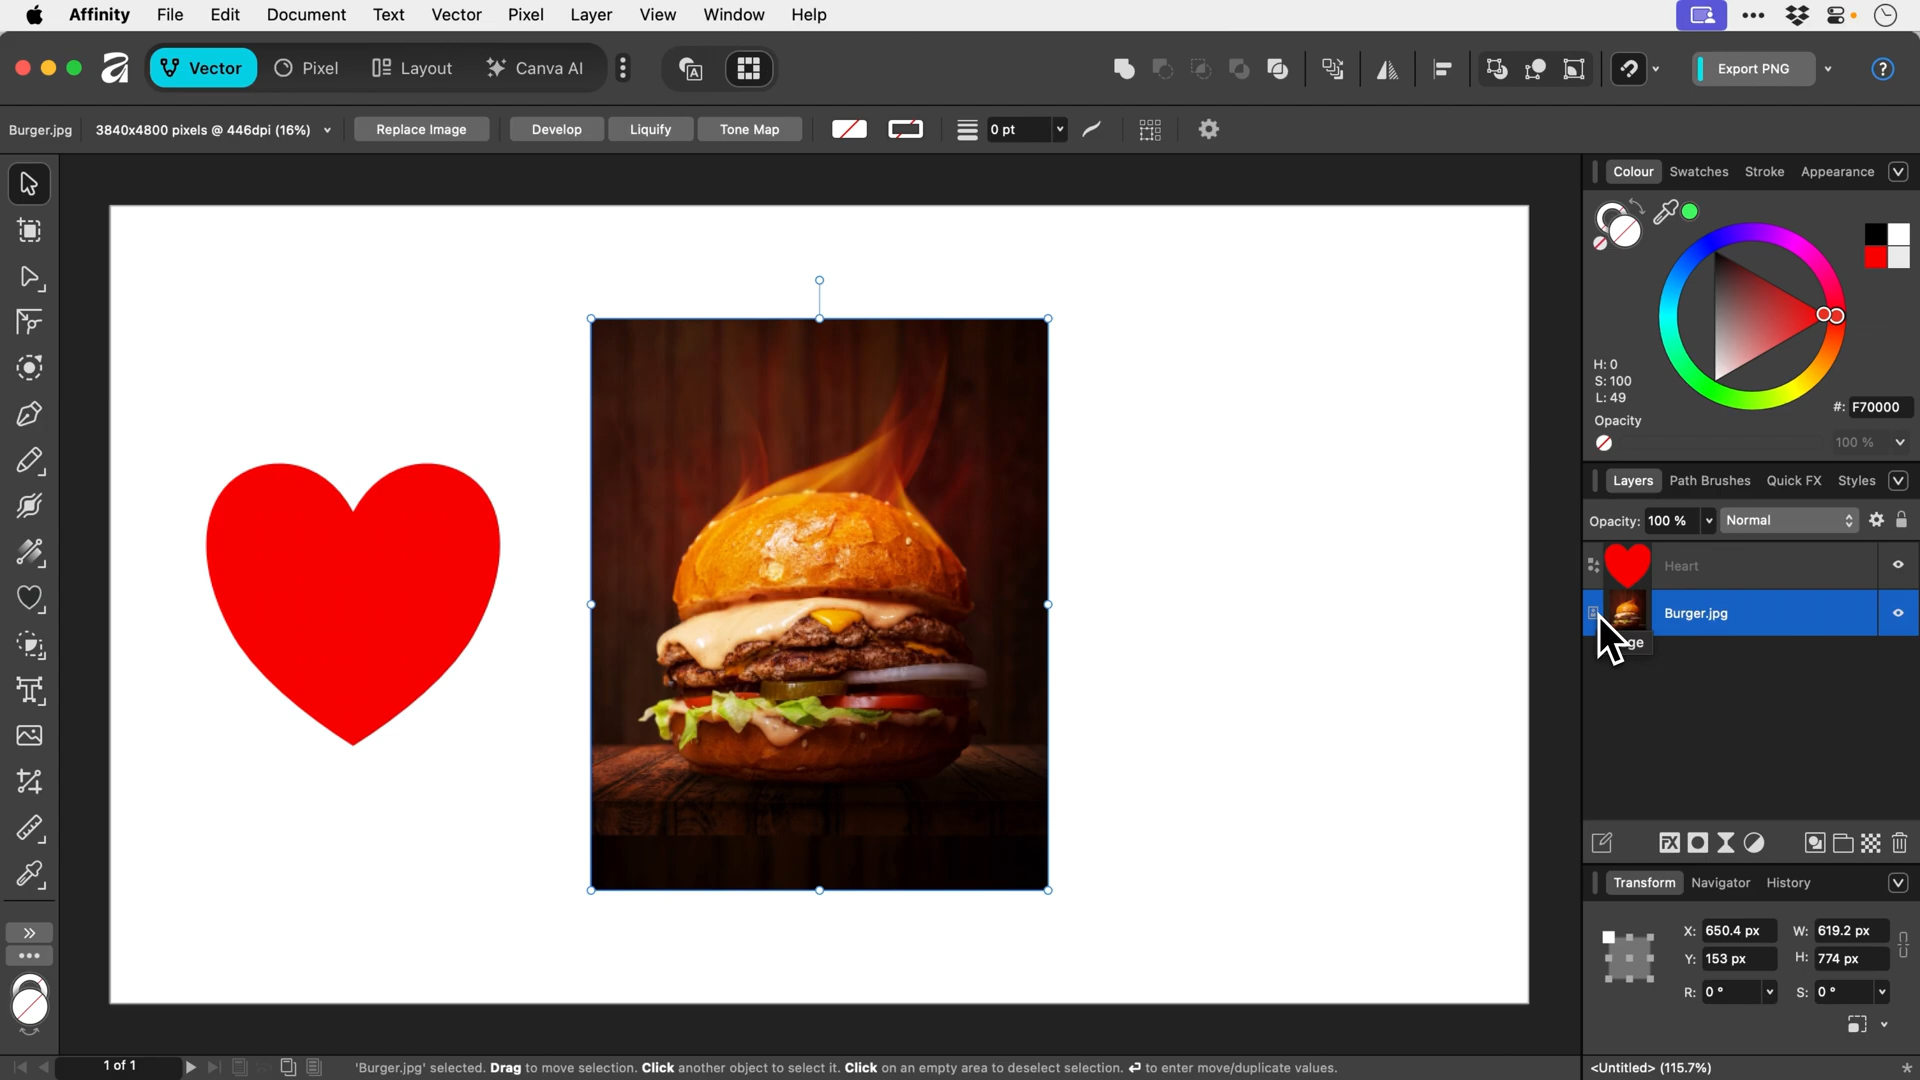 Affinity File Edit Document Text Vector Pixel Layer View Window Help
Vector Pixel Layout Canva AI Export PNG
Burger.jpg 3840x4800 pixels @ 446dpi (16%) Replace Image Develop Liquify Tone Map 0 pt
Colour Swatches Stroke Appearance
H: 0
S: 100
L: 49
#: F70000
Opacity
100 %
Layers Path Brushes Quick FX Styles
Opacity: 100 % Normal
Heart
Burger.jpg
ge
FX
Transform Navigator History
X: 650.4 px W: 619.2 px
Y: 153 px H: 774 px
R: 0 ° S: 0 °
1 of 1 'Burger.jpg' selected. Drag to move selection. Click another object to select it. Click on an empty area to deselect selection. ⏎ to enter move/duplicate values. <Untitled> (115.7%) *